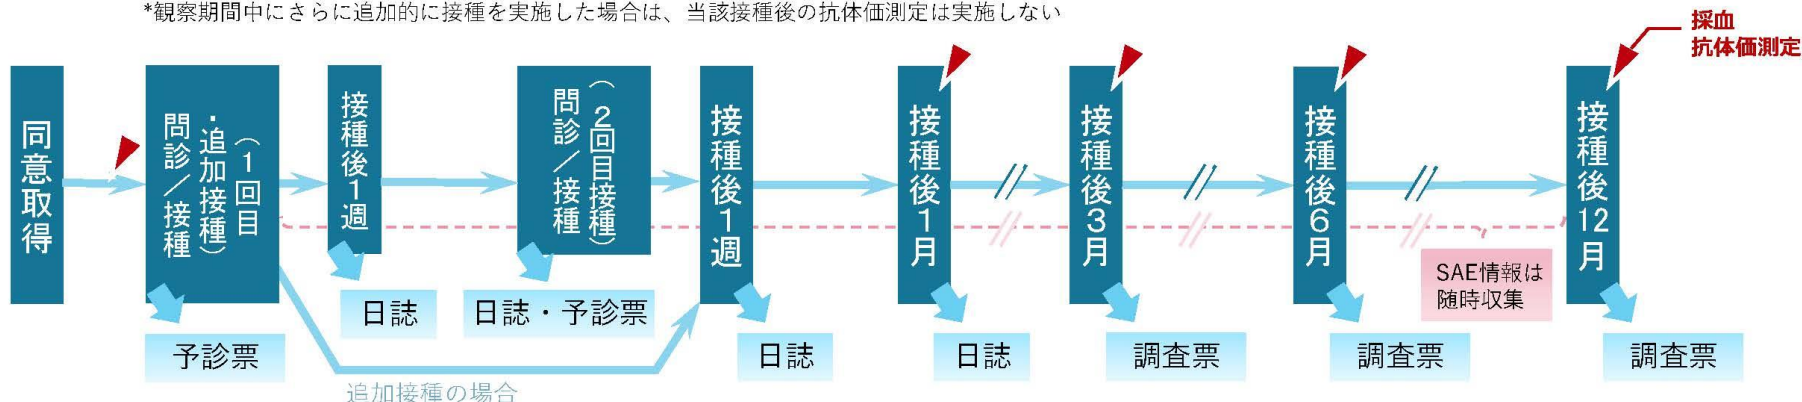 *観察期間中にさらに追加的に接種を実施した場合は、当該接種後の抗体価測定は実施しない
採血
抗体価測定
同意取得
（１回目
・追加接種）
問診／接種
接種後１週
（２回目接種）
問診／接種
接種後１週
接種後１月
接種後３月
接種後６月
接種後12月
SAE情報は
随時収集
予診票
日誌
日誌・予診票
日誌
日誌
調査票
調査票
調査票
追加接種の場合